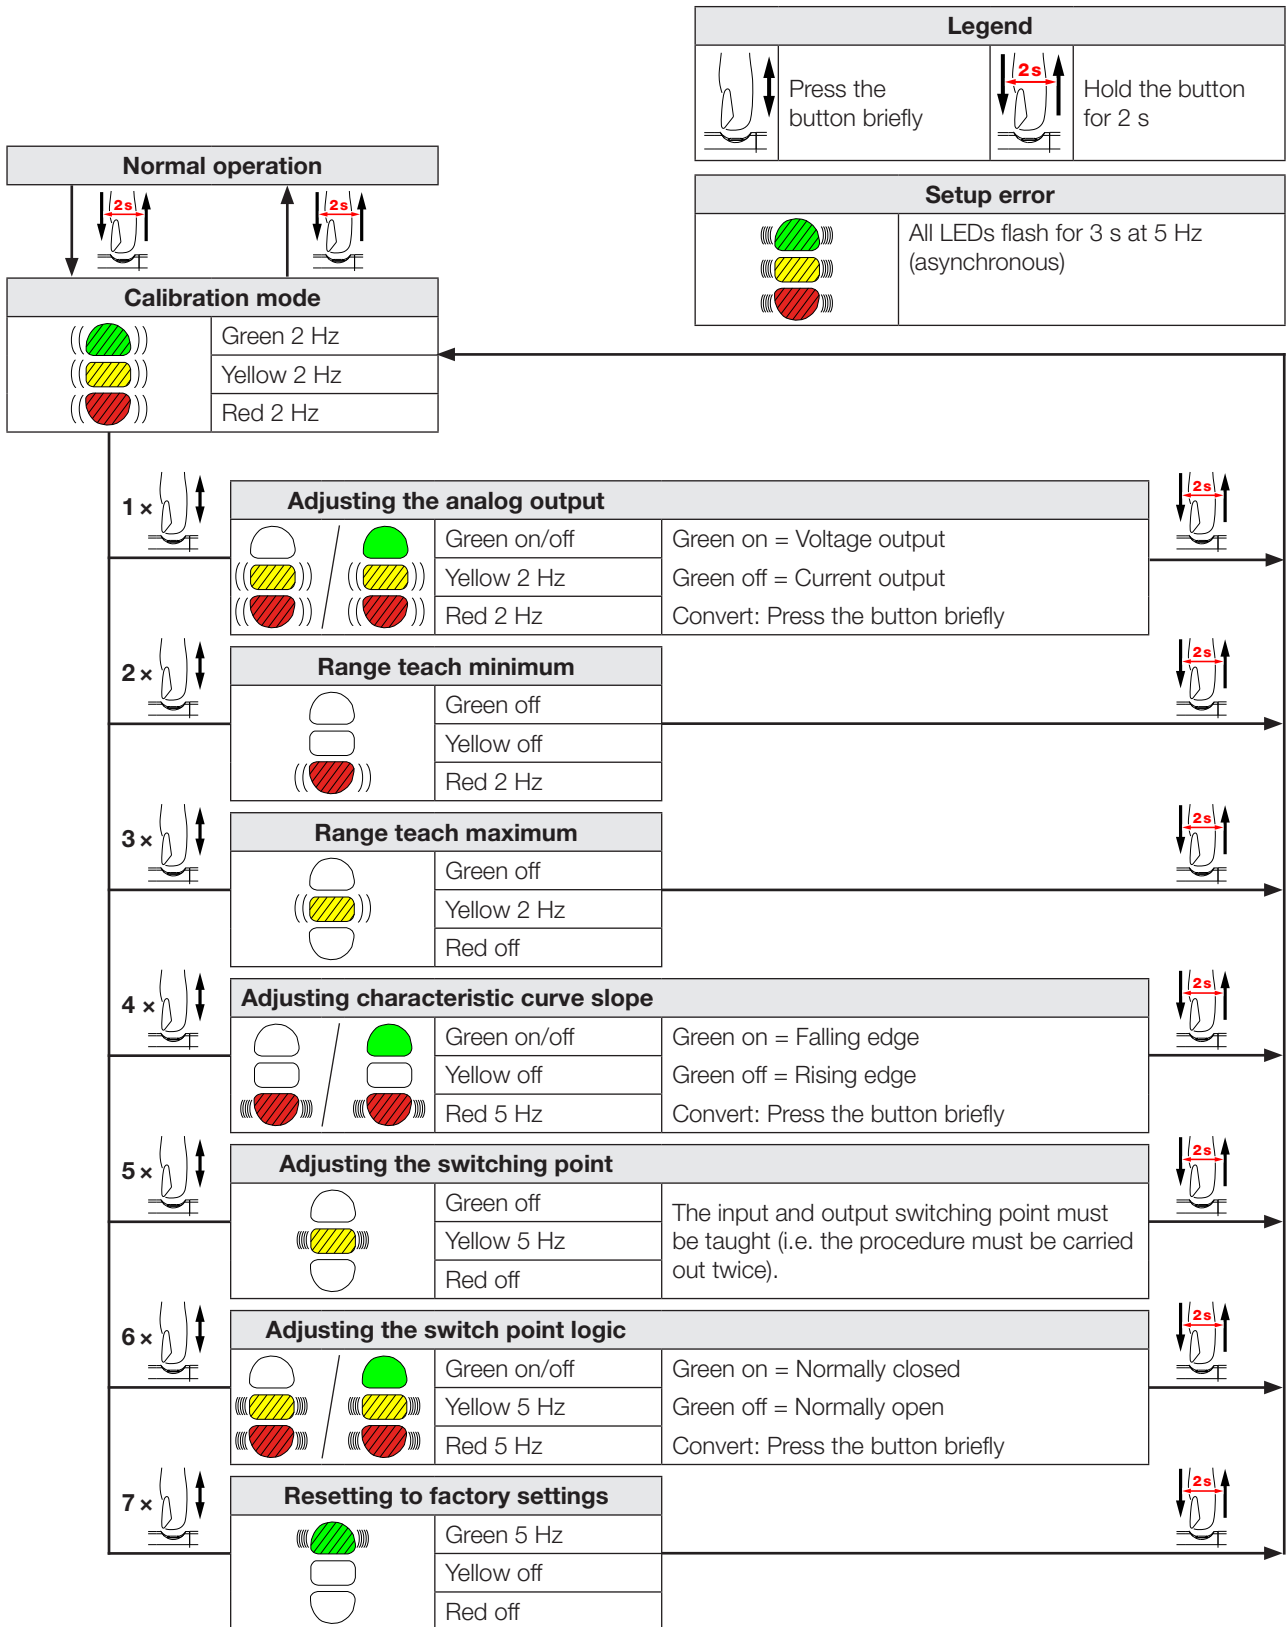 Legend
Press the
button briefly
2s
Hold the button
for 2 s
Normal operation
2s
2s
Setup error
All LEDs flash for 3 s at 5 Hz
(asynchronous)
Calibration mode
Green 2 Hz
Yellow 2 Hz
Red 2 Hz
1 ×
Adjusting the analog output
Green on/off
Yellow 2 Hz
Red 2 Hz
Green on = Voltage output
Green off = Current output
Convert: Press the button briefly
2s
2 ×
Range teach minimum
Green off
Yellow off
Red 2 Hz
2s
3 ×
Range teach maximum
Green off
Yellow 2 Hz
Red off
2s
4 ×
Adjusting characteristic curve slope
Green on/off
Yellow off
Red 5 Hz
Green on = Falling edge
Green off = Rising edge
Convert: Press the button briefly
2s
5 ×
Adjusting the switching point
Green off
Yellow 5 Hz
Red off
The input and output switching point must
be taught (i.e. the procedure must be carried
out twice).
2s
6 ×
Adjusting the switch point logic
Green on/off
Yellow 5 Hz
Red 5 Hz
Green on = Normally closed
Green off = Normally open
Convert: Press the button briefly
2s
7 ×
Resetting to factory settings
Green 5 Hz
Yellow off
Red off
2s